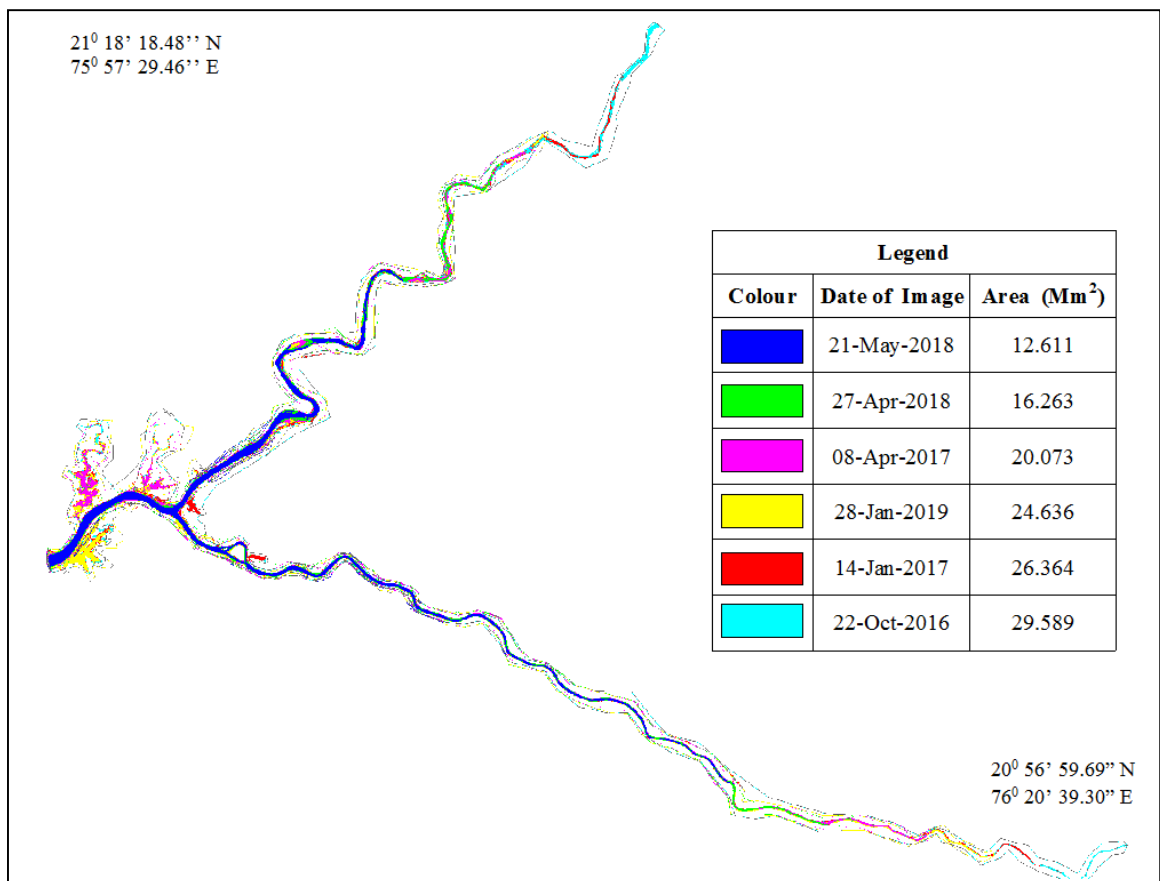 21⁰ 18’ 18.48’’ N
75⁰ 57’ 29.46’’ E
Legend
Colour Date of Image Area (Mm²)
21-May-2018 12.611
27-Apr-2018 16.263
08-Apr-2017 20.073
28-Jan-2019 24.636
14-Jan-2017 26.364
22-Oct-2016 29.589
20⁰ 56’ 59.69” N
76⁰ 20’ 39.30” E